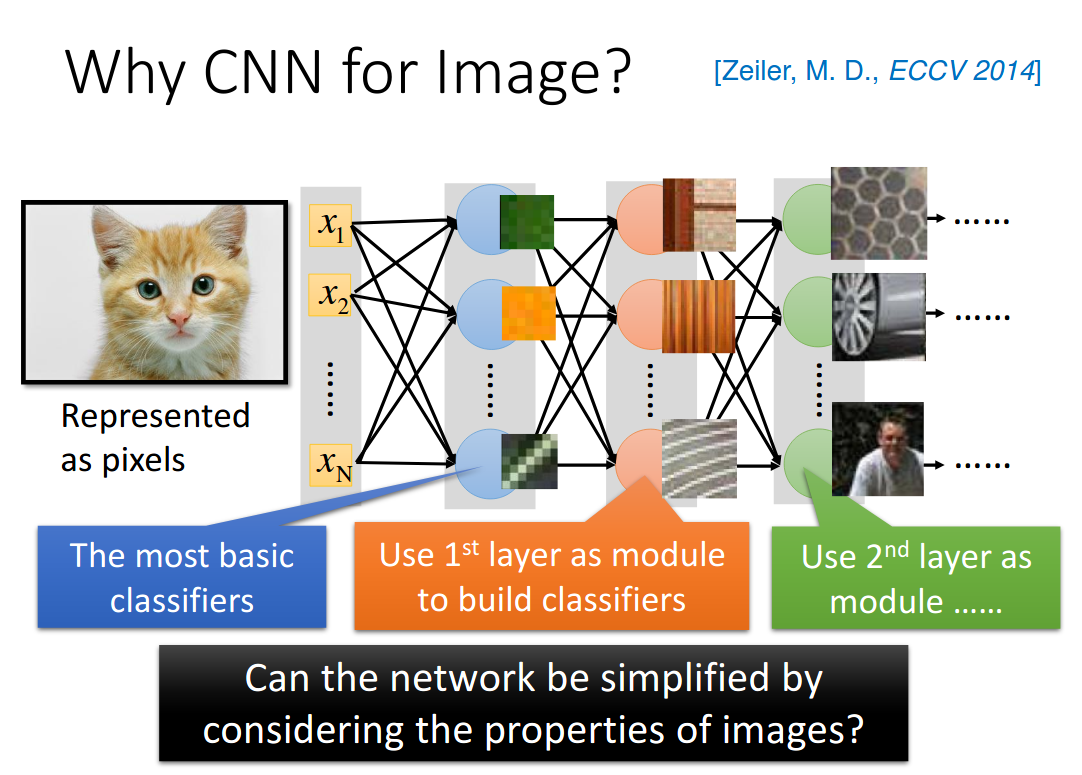 Why CNN for Image?
[Zeiler, M. D., ECCV 2014]
x1
x2
……
xN
……
……
……
……
……
……
Represented
as pixels
The most basic
classifiers
Use 1st layer as module
to build classifiers
Use 2nd layer as
module ……
Can the network be simplified by
considering the properties of images?